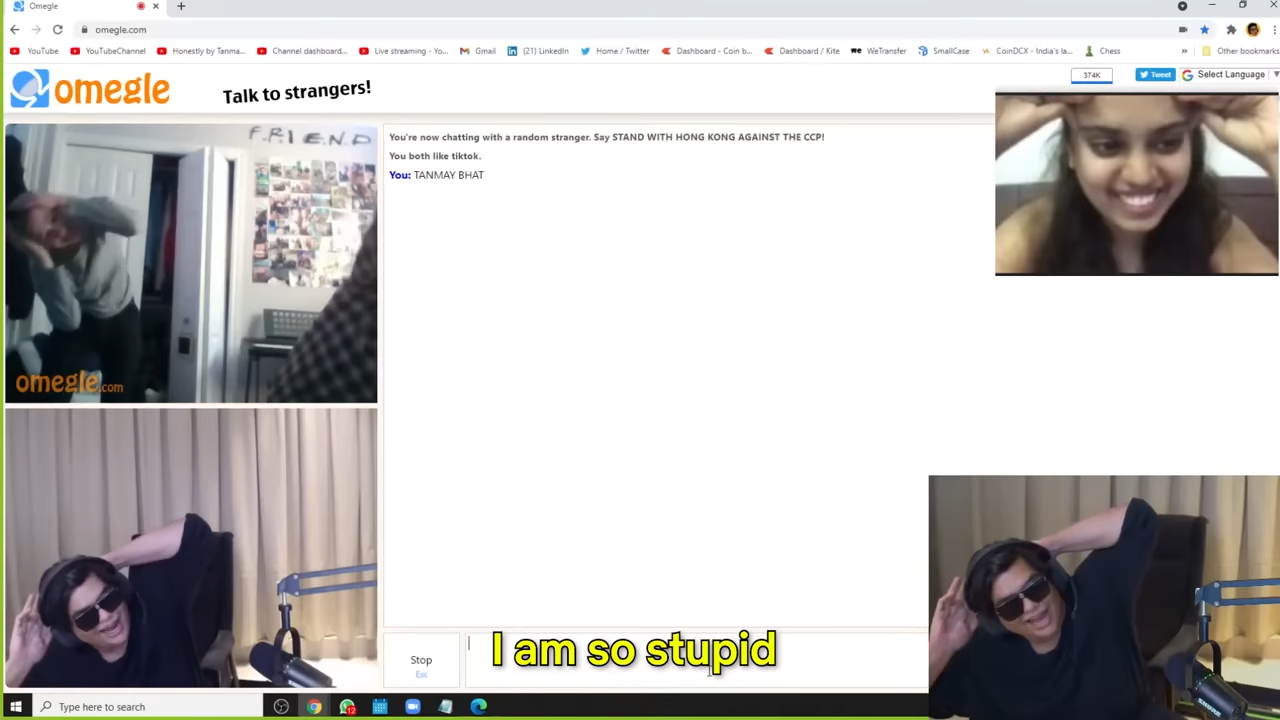 Omegle
omegle.com
YouTube
YouTubeChannel
Honestly by Tanma...
Channel dashboard...
Live streaming - Yo...
Gmail
(21) LinkedIn
Home / Twitter
Dashboard - Coin b...
Dashboard / Kite
WeTransfer
SmallCase
CoinDCX - India's la...
Chess
»
Other bookmarks
omegle
Talk to strangers!
374K
Tweet
Select Language
F.R.I.E.N.D
You're now chatting with a random stranger. Say STAND WITH HONG KONG AGAINST THE CCP!
You both like tiktok.
You: TANMAY BHAT
omegle.com
I am so stupid
Stop
Esc
SHURE
Type here to search
12